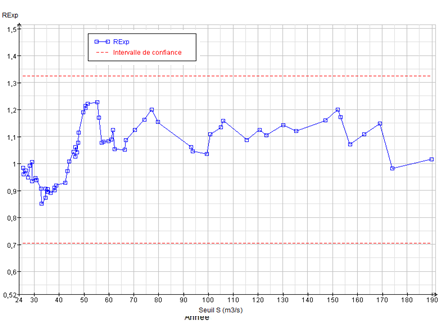 RExp
1,5
1,4
1,3
1,2
1,1
1
0,9
0,8
0,7
0,6
0,52
RExp
Intervalle de confiance
24 30 40 50 60 70 80 90 100 110 120 130 140 150 160 170 180 190
Seuil S (m3/s)
Année